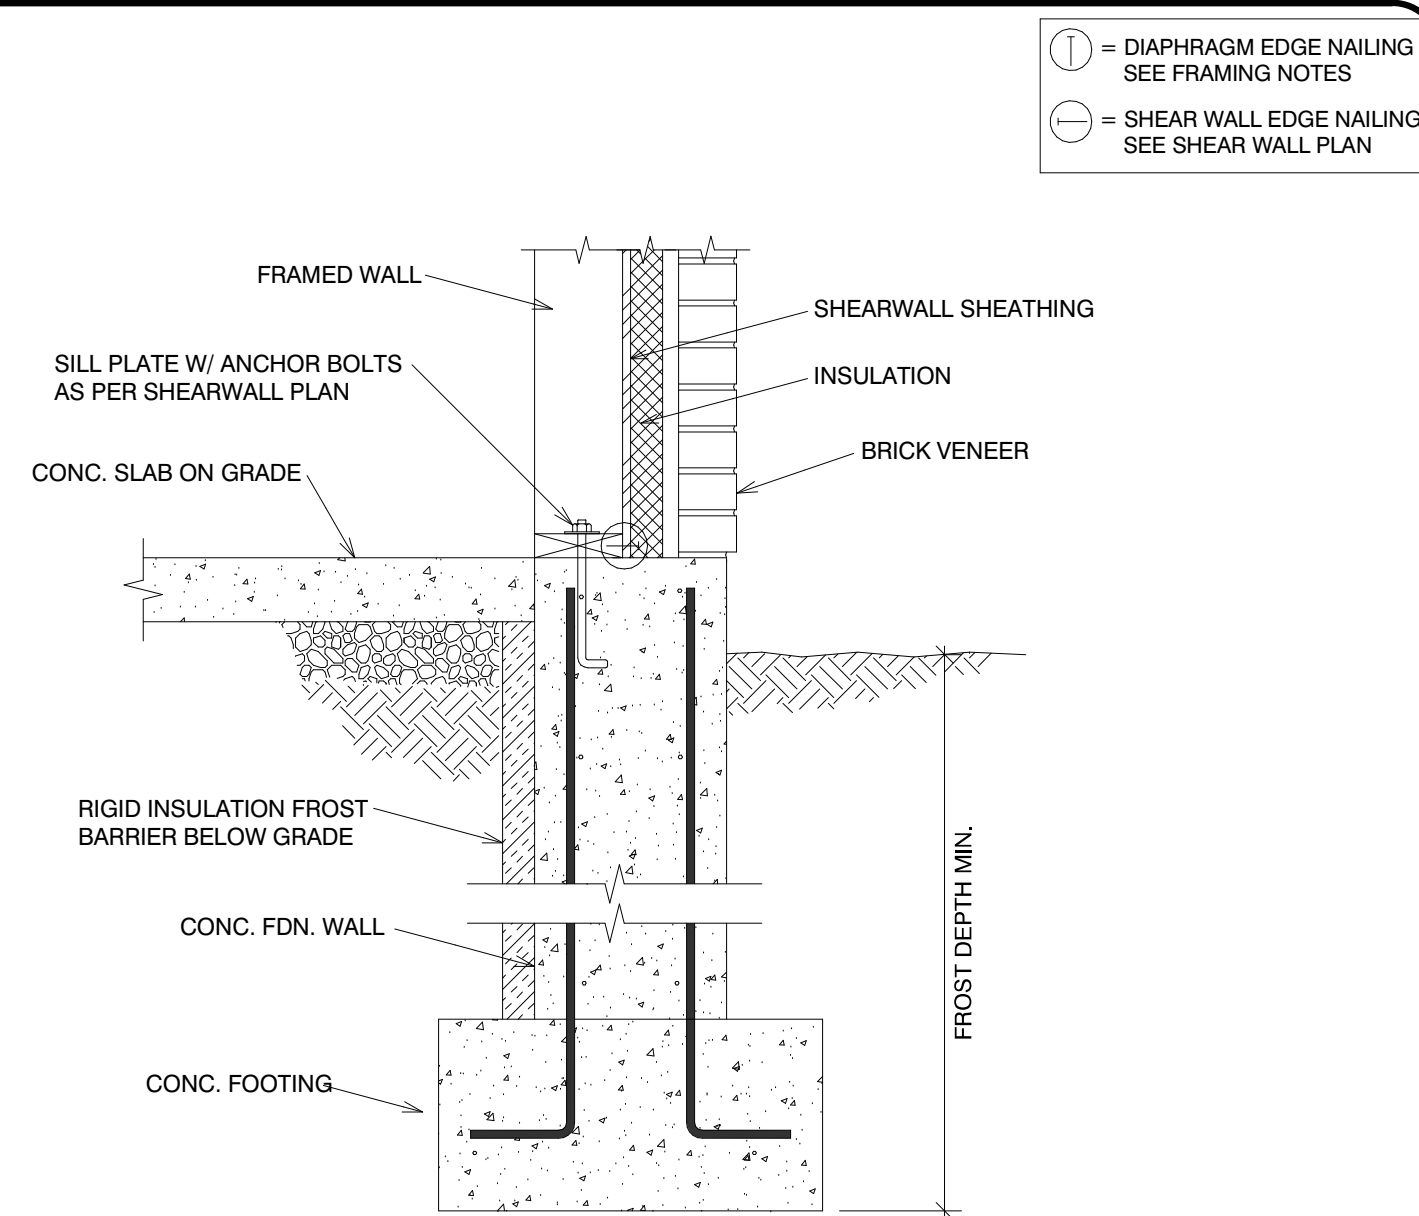 = DIAPHRAGM EDGE NAILING
SEE FRAMING NOTES
= SHEAR WALL EDGE NAILING
SEE SHEAR WALL PLAN
FRAMED WALL
SHEARWALL SHEATHING
SILL PLATE W/ ANCHOR BOLTS
AS PER SHEARWALL PLAN
INSULATION
BRICK VENEER
CONC. SLAB ON GRADE
RIGID INSULATION FROST
BARRIER BELOW GRADE
CONC. FDN. WALL
FROST DEPTH MIN.
CONC. FOOTING